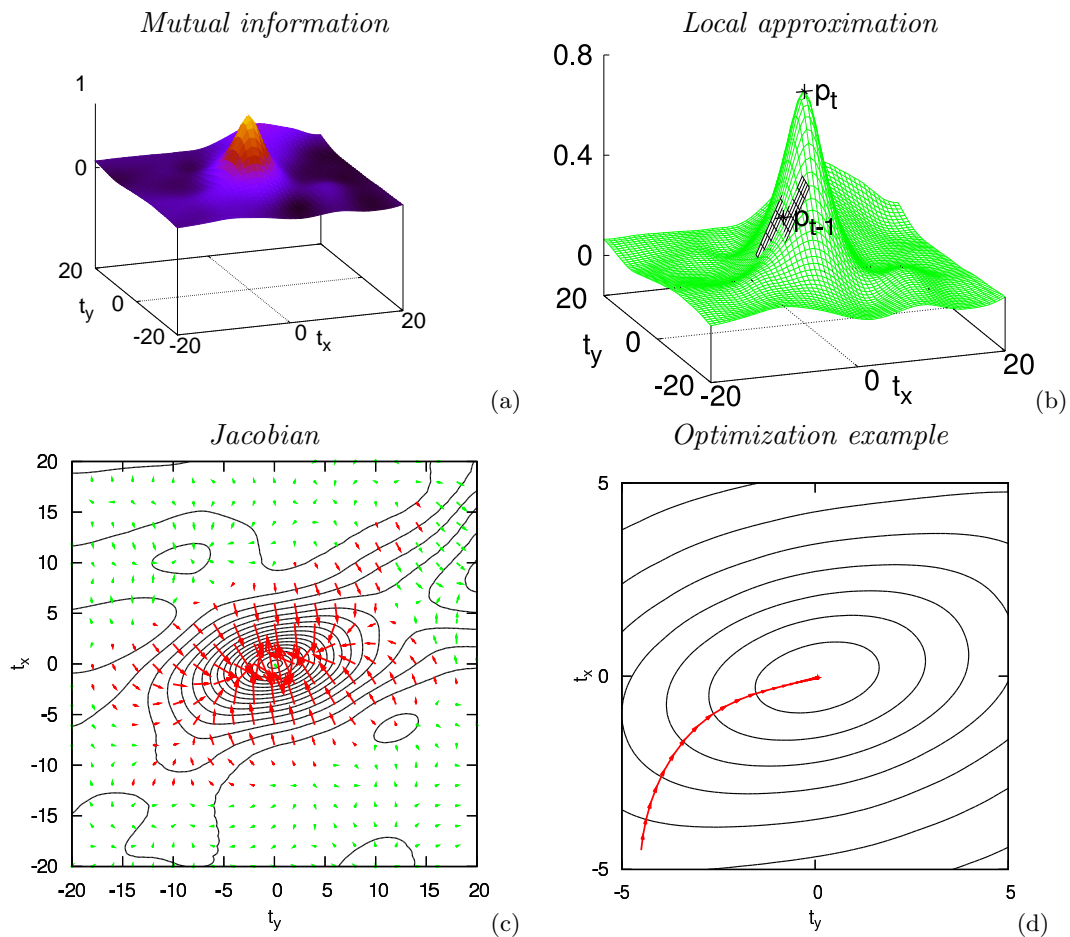 Mutual information
1
0
20
t_y 0
-20
-20
0 t_x
20
(a)
Local approximation
0.8
0.4
0
p_t
p_{t-1}
20
t_y 0
-20
-20
0 t_x
20
(b)
Jacobian
20
15
10
5
t_x 0
-5
-10
-15
-20
-20 -15 -10 -5 0 5 10 15 20
t_y
(c)
Optimization example
5
t_x 0
-5
-5 0 5
t_y
(d)